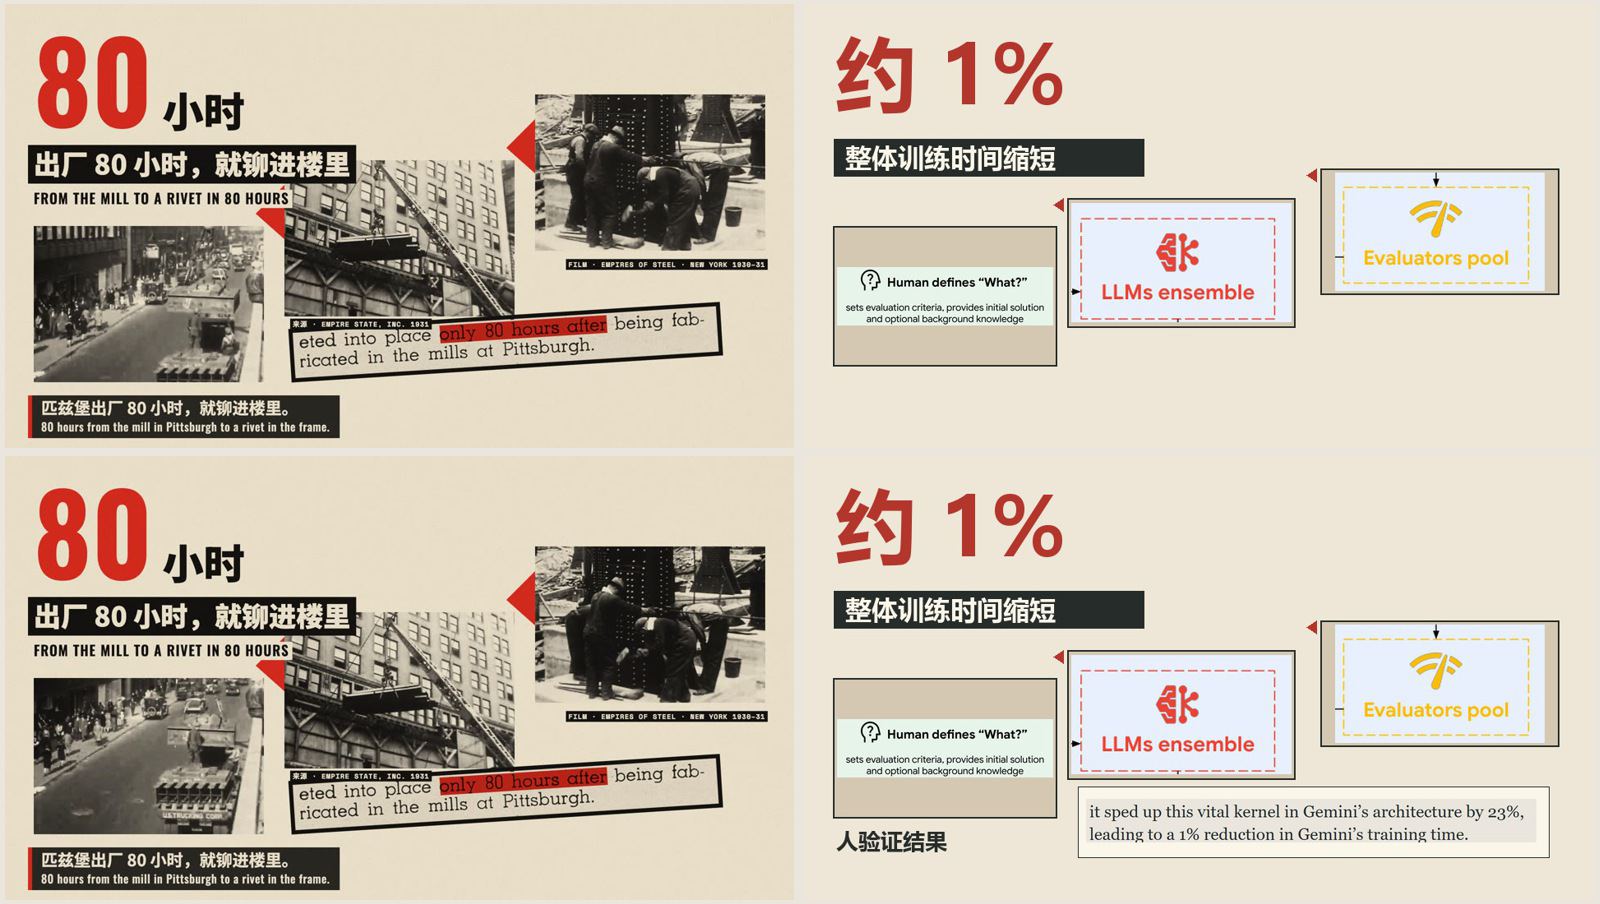 80 小时
出厂 80 小时，就铆进楼里
FROM THE MILL TO A RIVET IN 80 HOURS
FILM · EMPIRES OF STEEL · NEW YORK 1930–31
来源 · EMPIRE STATE, INC. 1931
eted into place only 80 hours after being fab-
ricated in the mills at Pittsburgh.
匹兹堡出厂 80 小时，就铆进楼里。
80 hours from the mill in Pittsburgh to a rivet in the frame.
约 1%
整体训练时间缩短
Human defines “What?”
sets evaluation criteria, provides initial solution
and optional background knowledge
LLMs ensemble
Evaluators pool
80 小时
出厂 80 小时，就铆进楼里
FROM THE MILL TO A RIVET IN 80 HOURS
U.S. TRUCKING CORP.
FILM · EMPIRES OF STEEL · NEW YORK 1930–31
来源 · EMPIRE STATE, INC. 1931
eted into place only 80 hours after being fab-
ricated in the mills at Pittsburgh.
匹兹堡出厂 80 小时，就铆进楼里。
80 hours from the mill in Pittsburgh to a rivet in the frame.
约 1%
整体训练时间缩短
Human defines “What?”
sets evaluation criteria, provides initial solution
and optional background knowledge
LLMs ensemble
Evaluators pool
人验证结果
it sped up this vital kernel in Gemini’s architecture by 23%,
leading to a 1% reduction in Gemini’s training time.